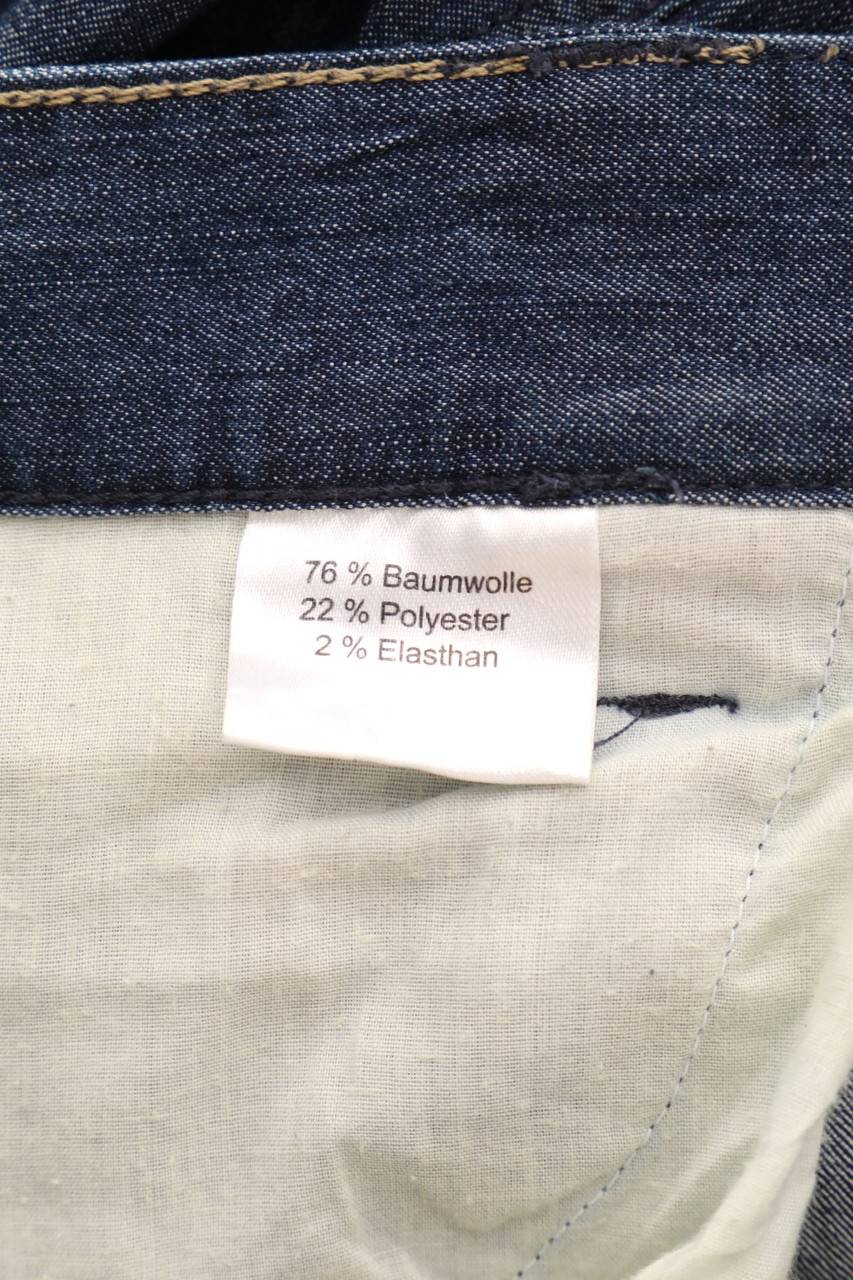 76 % Baumwolle
22 % Polyester
2 % Elasthan